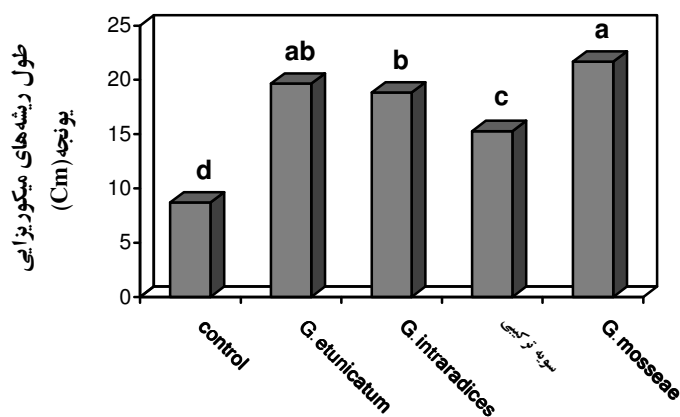 طول ریشه‌های میکوریزایی
یونجه(Cm)
25
20
15
10
5
0
d
ab
b
c
a
control
G. etunicatum
G. intraradices
سویه ترکیبی
G. mosseae